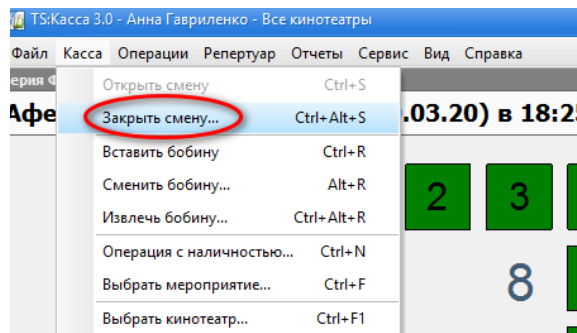 TS:Касса 3.0 - Анна Гавриленко - Все кинотеатры
Файл Касса Операции Репертуар Отчеты Сервис Вид Справка
ерия Ф
Афе .03.20) в 18:2
Открыть смену Ctrl+S
Закрыть смену... Ctrl+Alt+S
Вставить бобину Ctrl+R
Сменить бобину... Alt+R
Извлечь бобину... Ctrl+Alt+R
Операция с наличностью... Ctrl+N
Выбрать мероприятие... Ctrl+F
Выбрать кинотеатр... Ctrl+F1
2 3
8